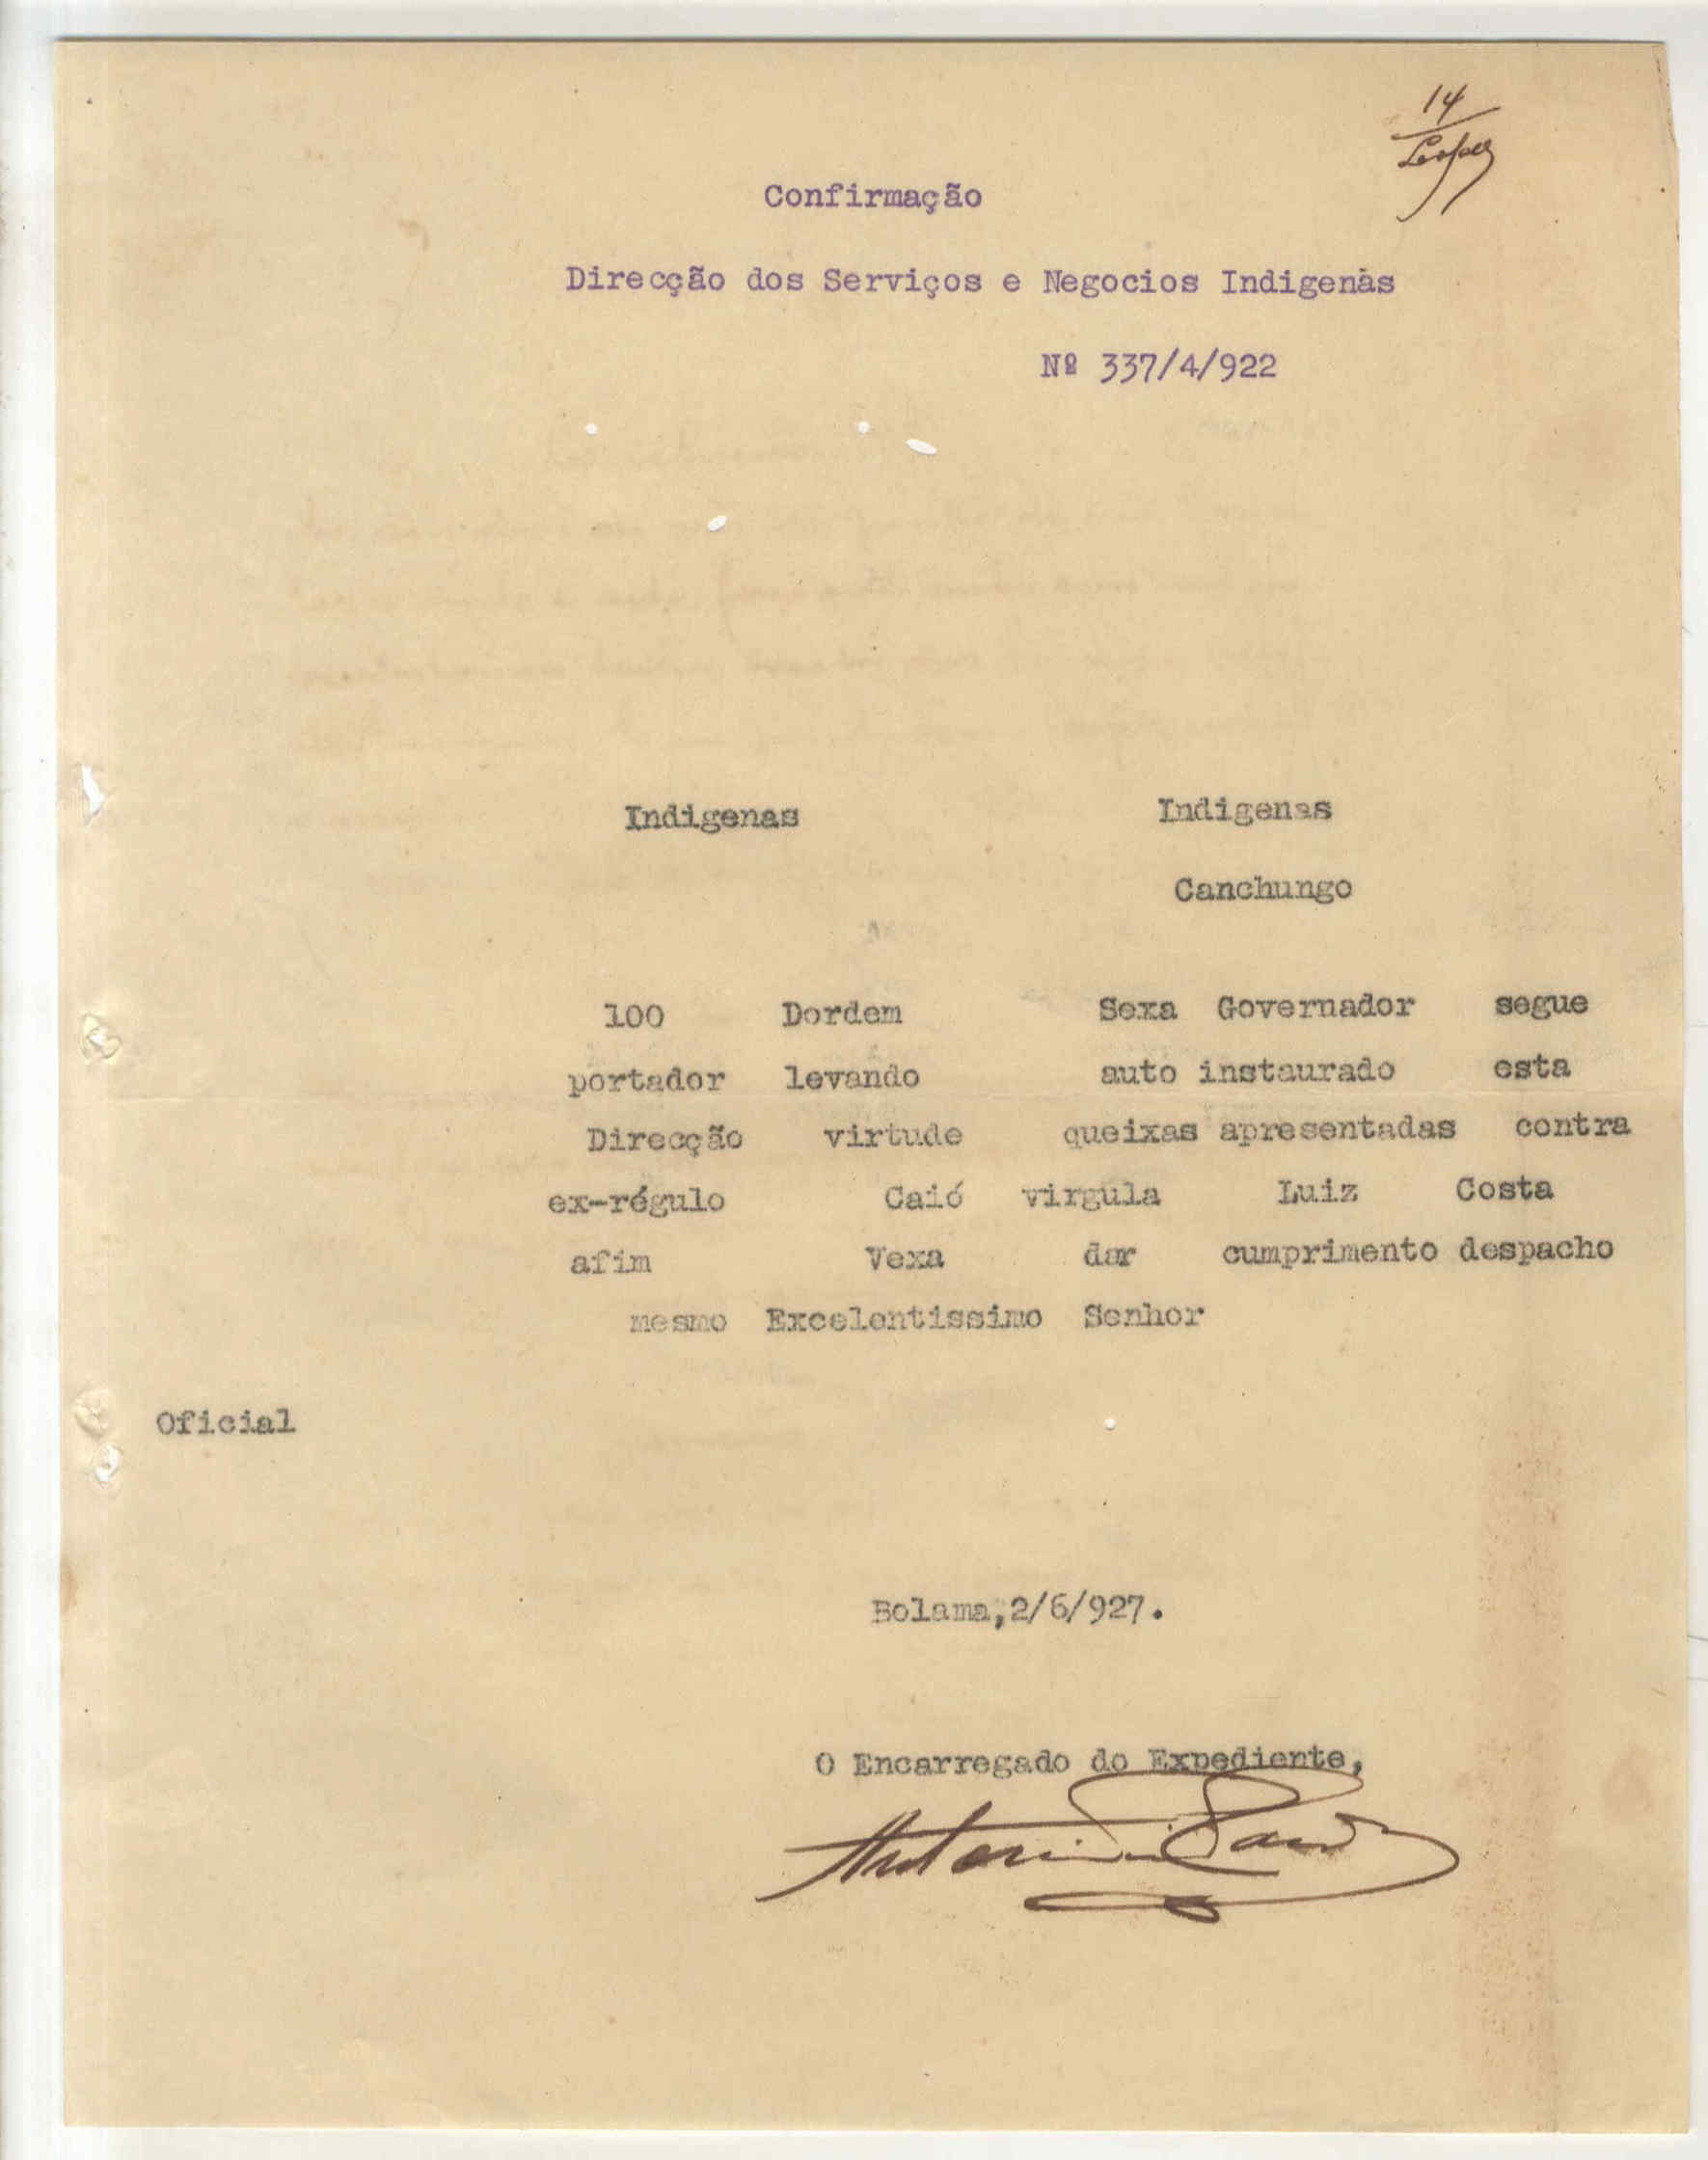 14
Confirmação
Direcção dos Serviços e Negocios Indigenas
Nº 337/4/922
Indigenas Indigenas
Canchungo
100 Dordem Sexa Governador segue
portador levando auto instaurado esta
Direcção virtude queixas apresentadas contra
ex-régulo Caió virgula Luiz Costa
afim Vexa dar cumprimento despacho
mesmo Excelentissimo Senhor
Oficial
Bolama,2/6/927.
O Encarregado do Expediente,